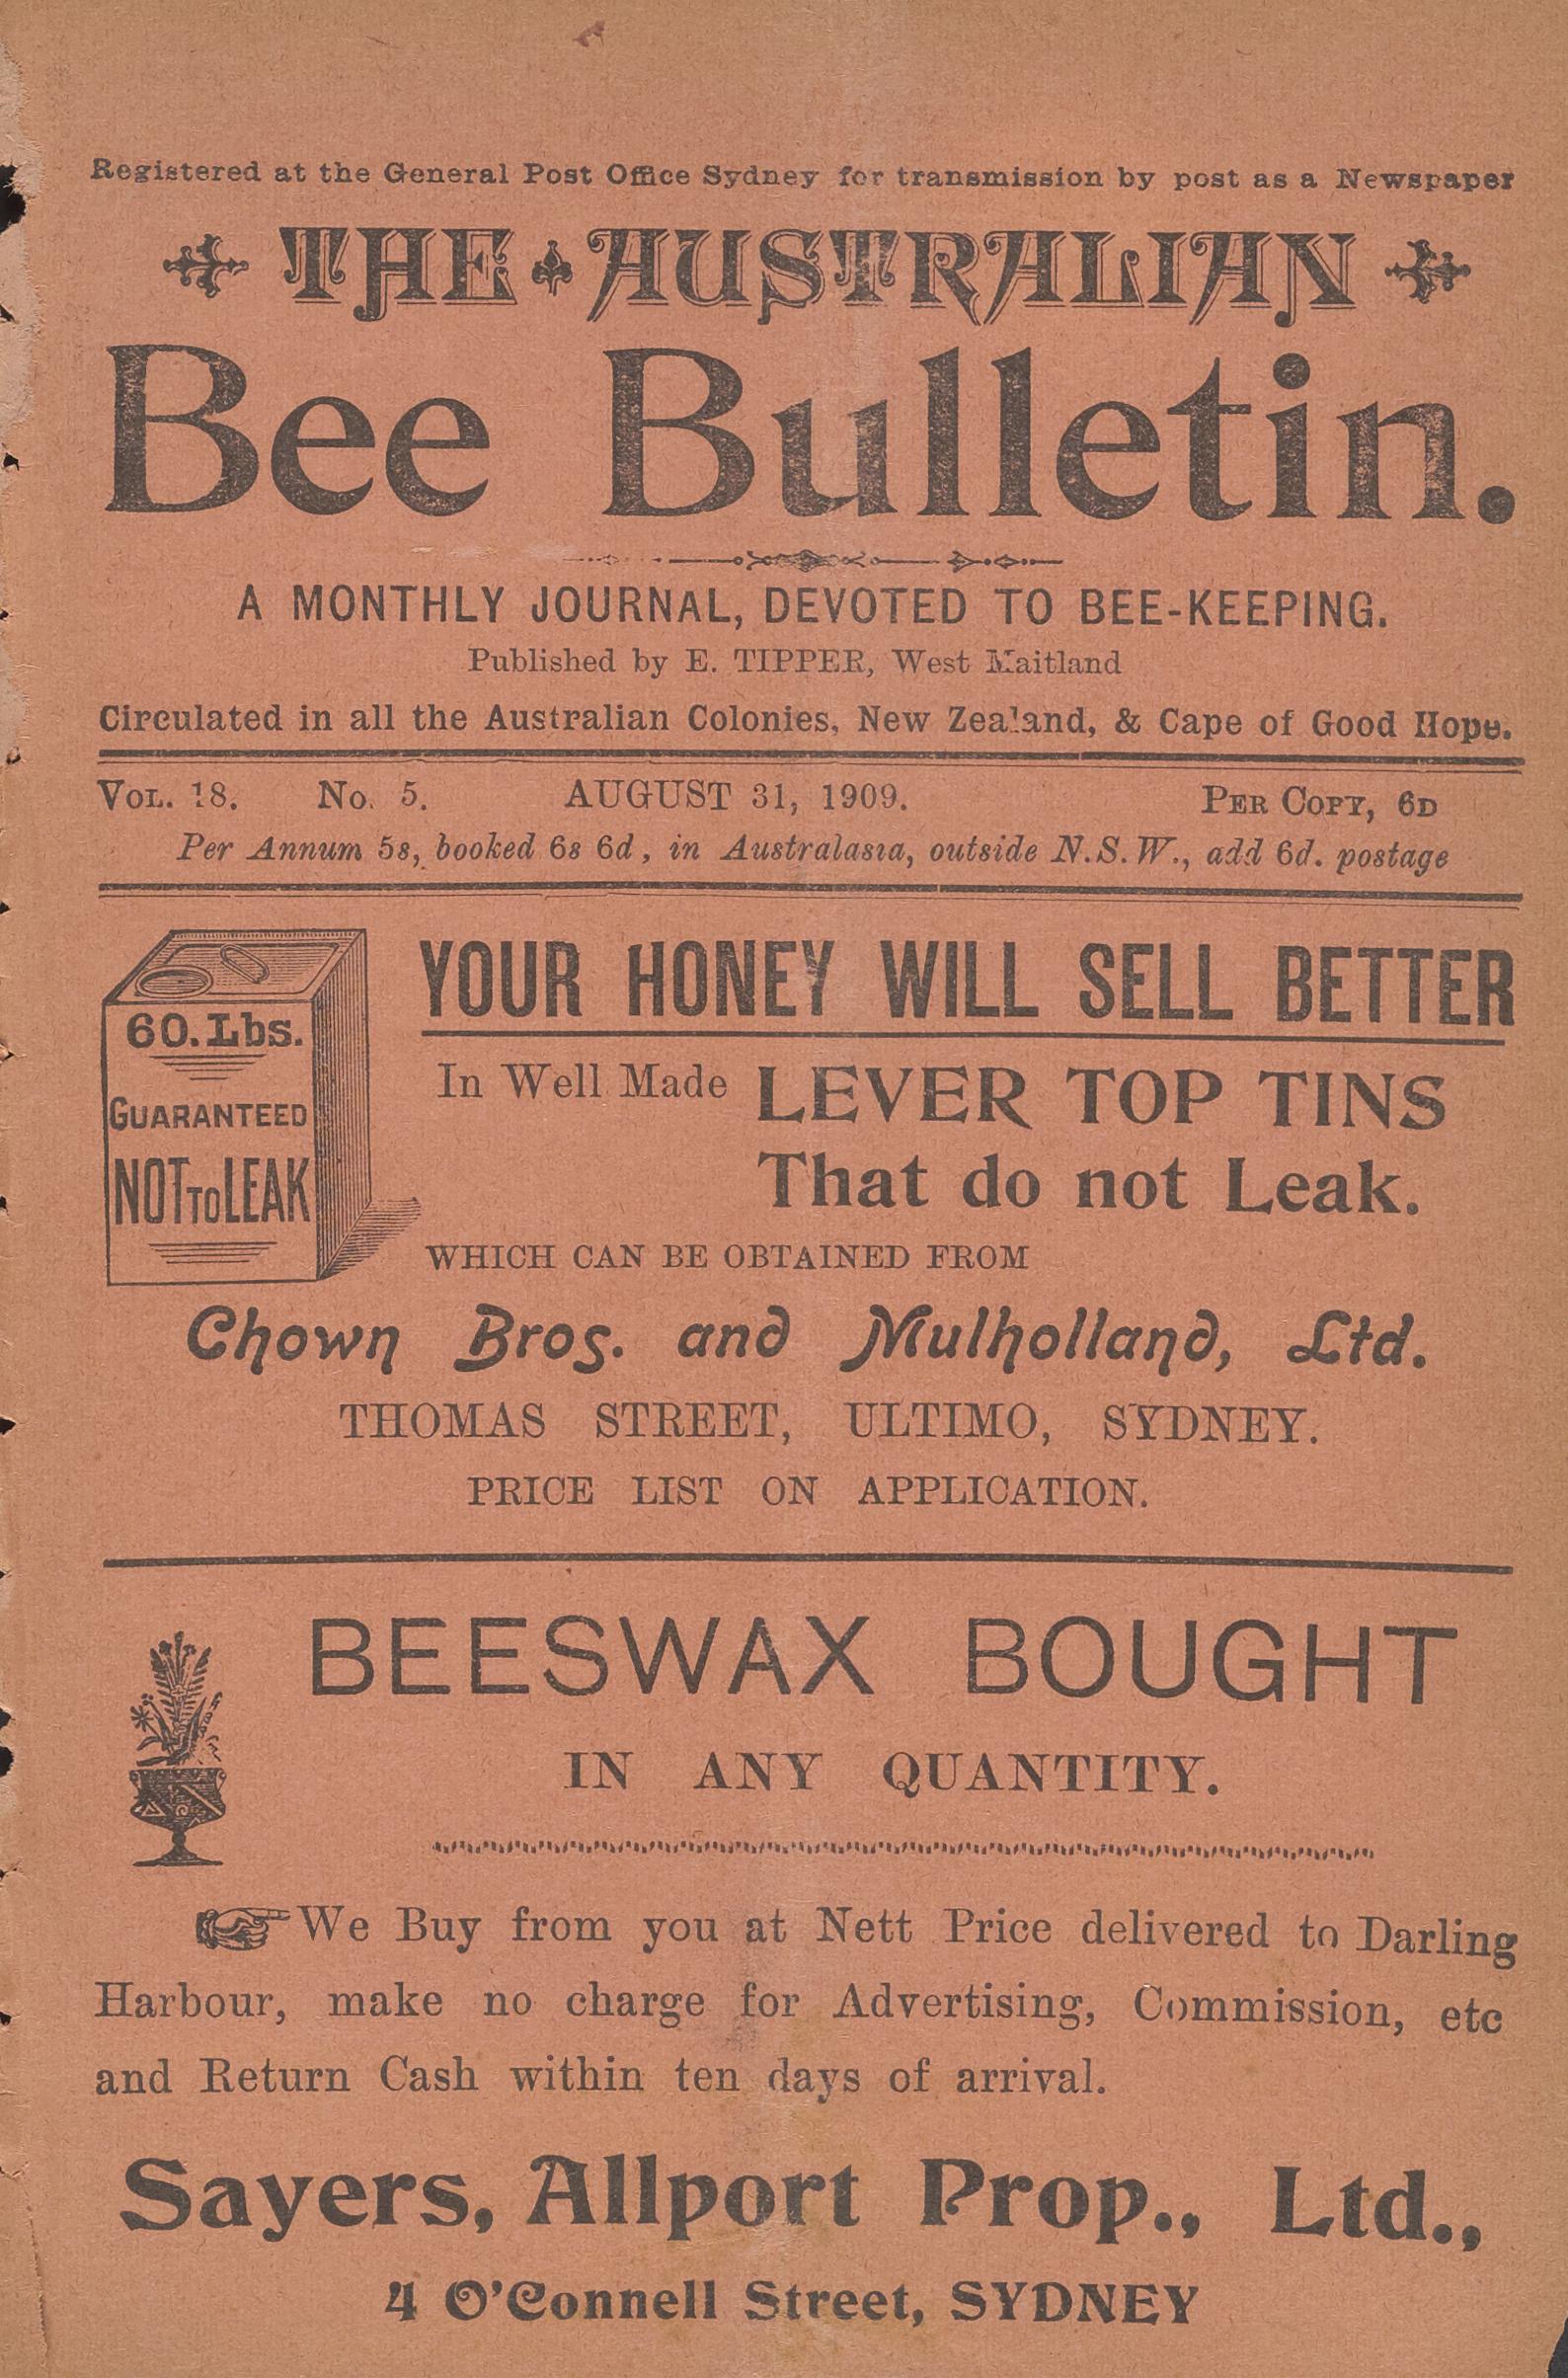 Registered at the General Post Office Sydney for transmission by post as a Newspaper
THE AUSTRALIAN
Bee Bulletin.
A MONTHLY JOURNAL, DEVOTED TO BEE-KEEPING.
Published by E. TIPPER, West Maitland
Circulated in all the Australian Colonies, New Zealand, & Cape of Good Hope.
VOL. 18. No. 5. AUGUST 31, 1909. PER COPY, 6D
Per Annum 5s, booked 6s 6d, in Australasia, outside N.S.W., add 6d. postage
60.Lbs.
GUARANTEED
NOT TO LEAK
YOUR HONEY WILL SELL BETTER
In Well Made LEVER TOP TINS
That do not Leak.
WHICH CAN BE OBTAINED FROM
Chown Bros. and Mulholland, Ltd.
THOMAS STREET, ULTIMO, SYDNEY.
PRICE LIST ON APPLICATION.
BEESWAX BOUGHT
IN ANY QUANTITY.
We Buy from you at Nett Price delivered to Darling
Harbour, make no charge for Advertising, Commission, etc
and Return Cash within ten days of arrival.
Sayers, Allport Prop., Ltd.,
4 O'Connell Street, SYDNEY